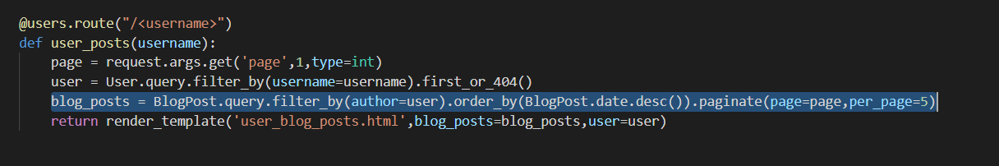 @users.route("/<username>")
def user_posts(username):
    page = request.args.get('page',1,type=int)
    user = User.query.filter_by(username=username).first_or_404()
    blog_posts = BlogPost.query.filter_by(author=user).order_by(BlogPost.date.desc()).paginate(page=page,per_page=5)
    return render_template('user_blog_posts.html',blog_posts=blog_posts,user=user)